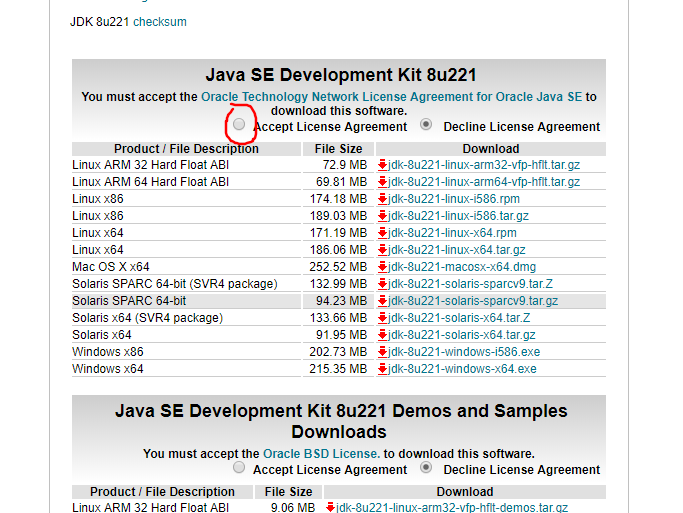 JDK 8u221 checksum
Java SE Development Kit 8u221
You must accept the Oracle Technology Network License Agreement for Oracle Java SE to
download this software.
Accept License Agreement Decline License Agreement
Product / File Description File Size Download
Linux ARM 32 Hard Float ABI 72.9 MB jdk-8u221-linux-arm32-vfp-hflt.tar.gz
Linux ARM 64 Hard Float ABI 69.81 MB jdk-8u221-linux-arm64-vfp-hflt.tar.gz
Linux x86 174.18 MB jdk-8u221-linux-i586.rpm
Linux x86 189.03 MB jdk-8u221-linux-i586.tar.gz
Linux x64 171.19 MB jdk-8u221-linux-x64.rpm
Linux x64 186.06 MB jdk-8u221-linux-x64.tar.gz
Mac OS X x64 252.52 MB jdk-8u221-macosx-x64.dmg
Solaris SPARC 64-bit (SVR4 package) 132.99 MB jdk-8u221-solaris-sparcv9.tar.Z
Solaris SPARC 64-bit 94.23 MB jdk-8u221-solaris-sparcv9.tar.gz
Solaris x64 (SVR4 package) 133.66 MB jdk-8u221-solaris-x64.tar.Z
Solaris x64 91.95 MB jdk-8u221-solaris-x64.tar.gz
Windows x86 202.73 MB jdk-8u221-windows-i586.exe
Windows x64 215.35 MB jdk-8u221-windows-x64.exe
Java SE Development Kit 8u221 Demos and Samples
Downloads
You must accept the Oracle BSD License. to download this software.
Accept License Agreement Decline License Agreement
Product / File Description File Size Download
Linux ARM 32 Hard Float ABI 9.06 MB jdk-8u221-linux-arm32-vfp-hflt-demos.tar.gz